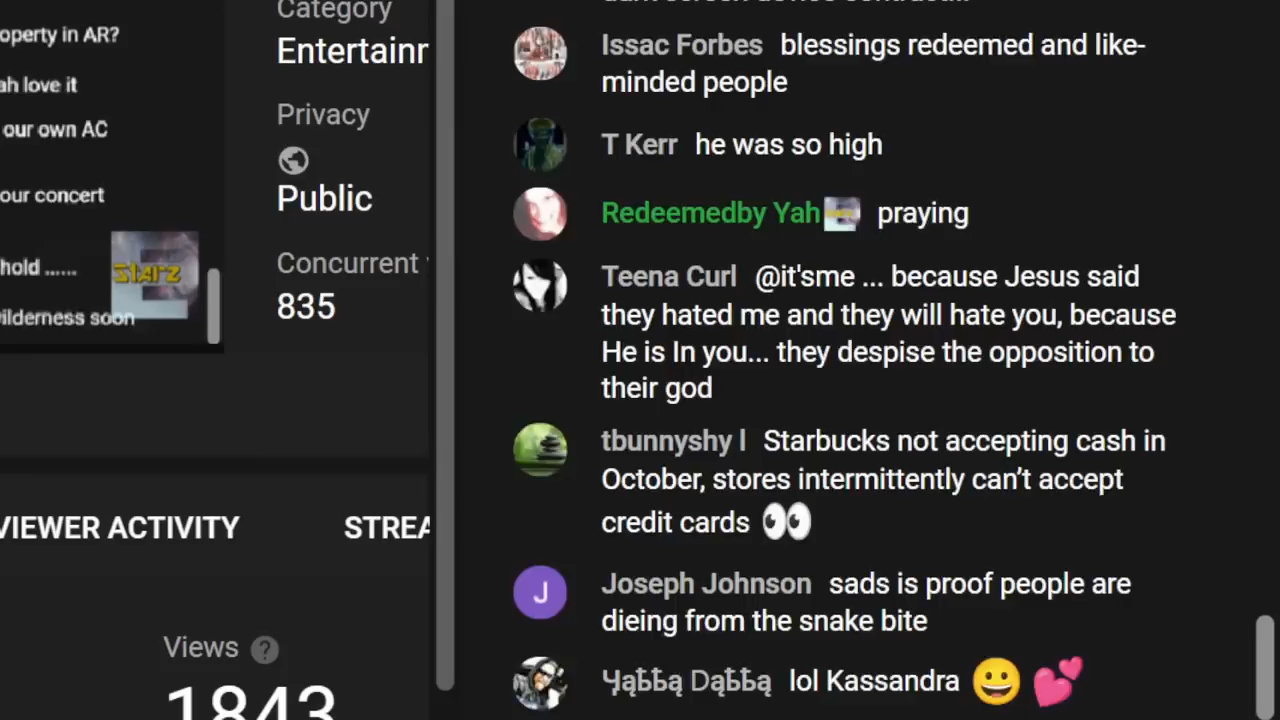 operty in AR?
ah love it
our own AC
our concert
hold ......
STARZ
ilderness soon
Category
Entertainr
Privacy
Public
Concurrent
835
VIEWER ACTIVITY
STREA
Views ?
1843
Issac Forbes blessings redeemed and like-
minded people
T Kerr he was so high
Redeemedby Yah praying
Teena Curl @it'sme ... because Jesus said
they hated me and they will hate you, because
He is In you... they despise the opposition to
their god
tbunnyshy l Starbucks not accepting cash in
October, stores intermittently can’t accept
credit cards 👀
J
Joseph Johnson sads is proof people are
dieing from the snake bite
Ꮍąҍҍą Dąҍҍą lol Kassandra 😀 💕